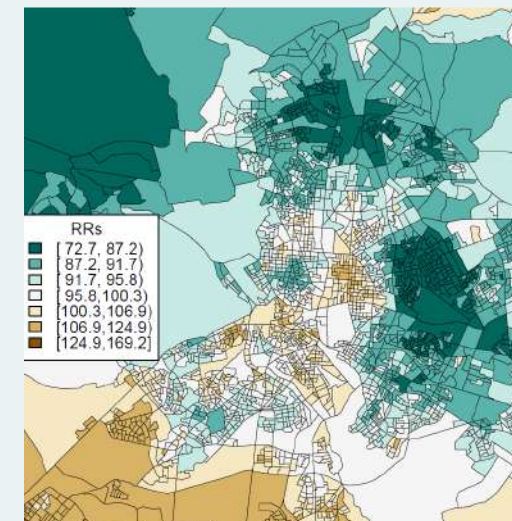 RRs
[ 72.7, 87.2)
[ 87.2, 91.7)
[ 91.7, 95.8)
[ 95.8,100.3)
[100.3,106.9)
[106.9,124.9)
[124.9,169.2]